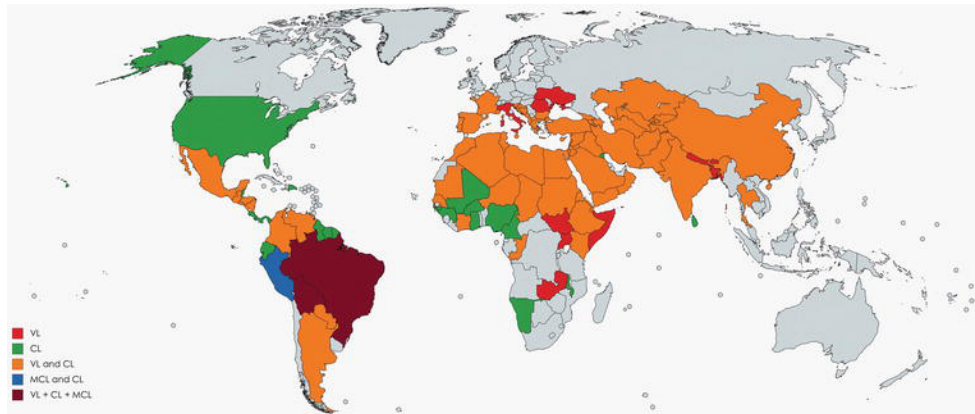 VL
CL
VL and CL
MCL and CL
VL + CL + MCL